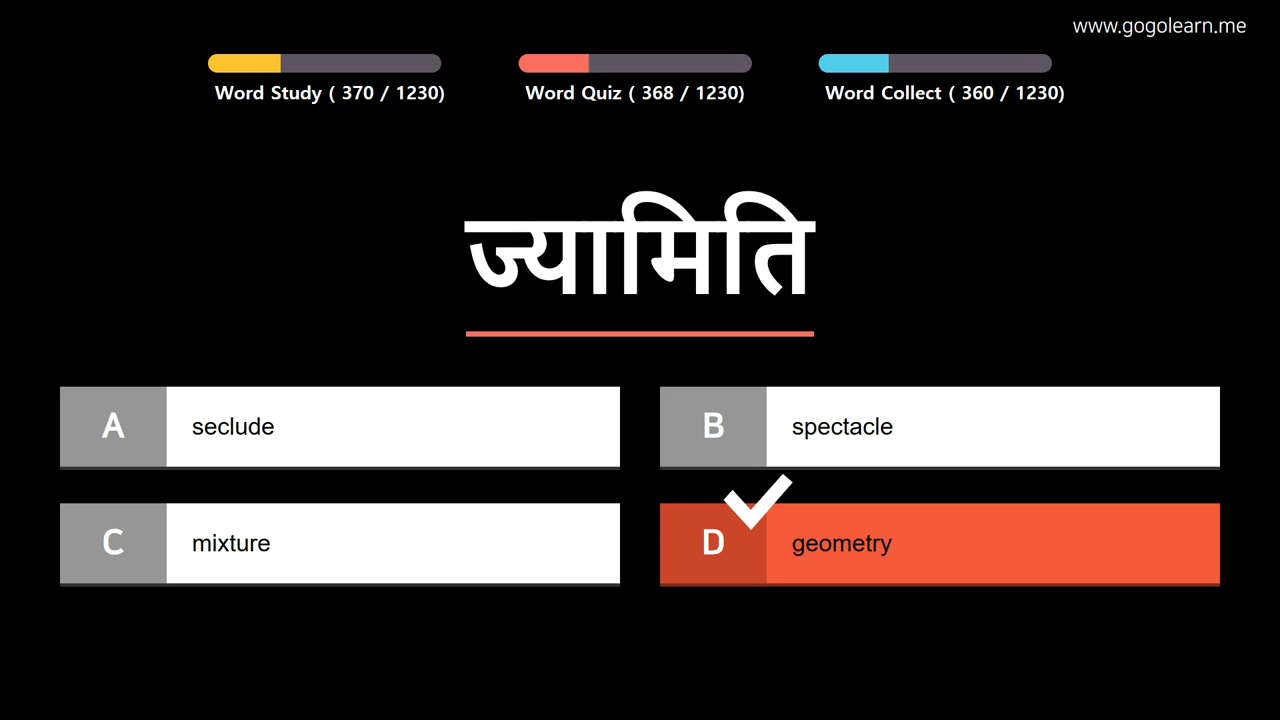 www.gogolearn.me
Word Study ( 370 / 1230)
Word Quiz ( 368 / 1230)
Word Collect ( 360 / 1230)
ज्यामिति
A seclude
B spectacle
C mixture
D geometry